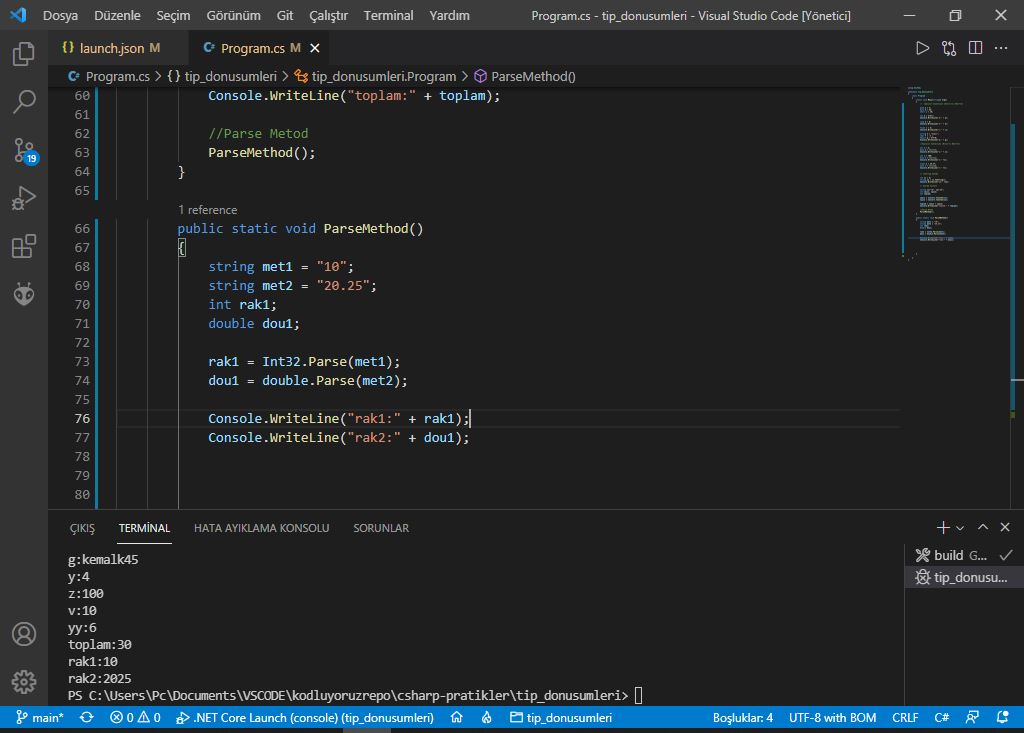 Dosya Düzenle Seçim Görünüm Git Çalıştır Terminal Yardım Program.cs - tip_donusumleri - Visual Studio Code [Yönetici]
{} launch.json M C# Program.cs M
C# Program.cs > { } tip_donusumleri > tip_donusumleri.Program > ParseMethod()
60 Console.WriteLine("toplam:" + toplam);
61
62 //Parse Metod
63 ParseMethod();
64 }
65
1 reference
66 public static void ParseMethod()
67 {
68 string met1 = "10";
69 string met2 = "20.25";
70 int rak1;
71 double dou1;
72
73 rak1 = Int32.Parse(met1);
74 dou1 = double.Parse(met2);
75
76 Console.WriteLine("rak1:" + rak1);
77 Console.WriteLine("rak2:" + dou1);
78
79
80
19
ÇIKIŞ TERMİNAL HATA AYIKLAMA KONSOLU SORUNLAR
g:kemalk45
y:4
z:100
v:10
yy:6
toplam:30
rak1:10
rak2:2025
PS C:\Users\Pc\Documents\VSCODE\kodluyoruzrepo\csharp-pratikler\tip_donusumleri>
build G...
tip_donusu...
main* 0 0 .NET Core Launch (console) (tip_donusumleri) tip_donusumleri Boşluklar: 4 UTF-8 with BOM CRLF C#